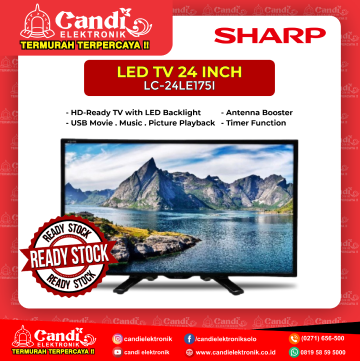 Candi
ELEKTRONIK
TERMURAH TERPERCAYA !!
SHARP
LED TV 24 INCH
LC-24LE175I
- HD-Ready TV with LED Backlight
- USB Movie . Music . Picture Playback
- Antenna Booster
- Timer Function
READY STOCK
READY STOCK
READY STOCK
Candi
ELEKTRONIK
TERMURAH TERPERCAYA !!
@candielektronik
@candielektroniksolo
(0271) 656-500
candi elektronik
www.candielektronik.co.id
0819 58 59 5000